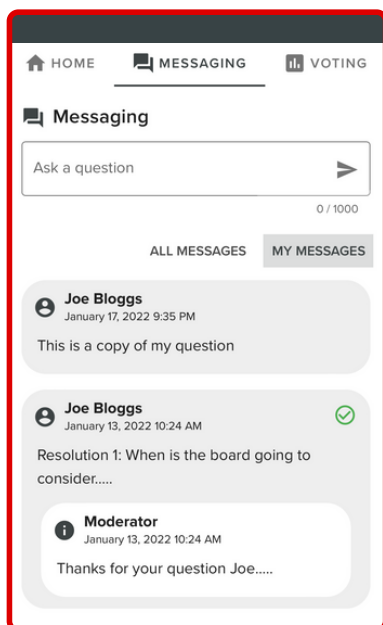 HOME MESSAGING VOTING
Messaging
Ask a question
0 / 1000
ALL MESSAGES MY MESSAGES
Joe Bloggs
January 17, 2022 9:35 PM
This is a copy of my question
Joe Bloggs
January 13, 2022 10:24 AM
Resolution 1: When is the board going to
consider.....
Moderator
January 13, 2022 10:24 AM
Thanks for your question Joe.....